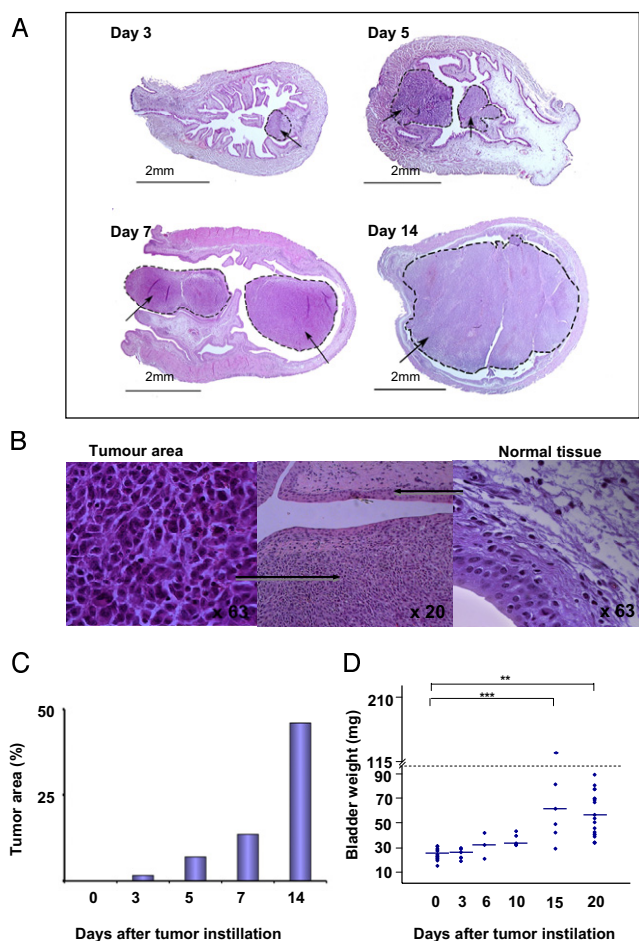 A
Day 3
Day 5
2mm
2mm
Day 7
Day 14
2mm
2mm
B
Tumour area
Normal tissue
x 63
x 20
x 63
C
50
25
Tumor area (%)
0 3 5 7 14
Days after tumor instillation
D
**
***
210
115
90
70
50
30
10
Bladder weight (mg)
0 3 6 10 15 20
Days after tumor instilation